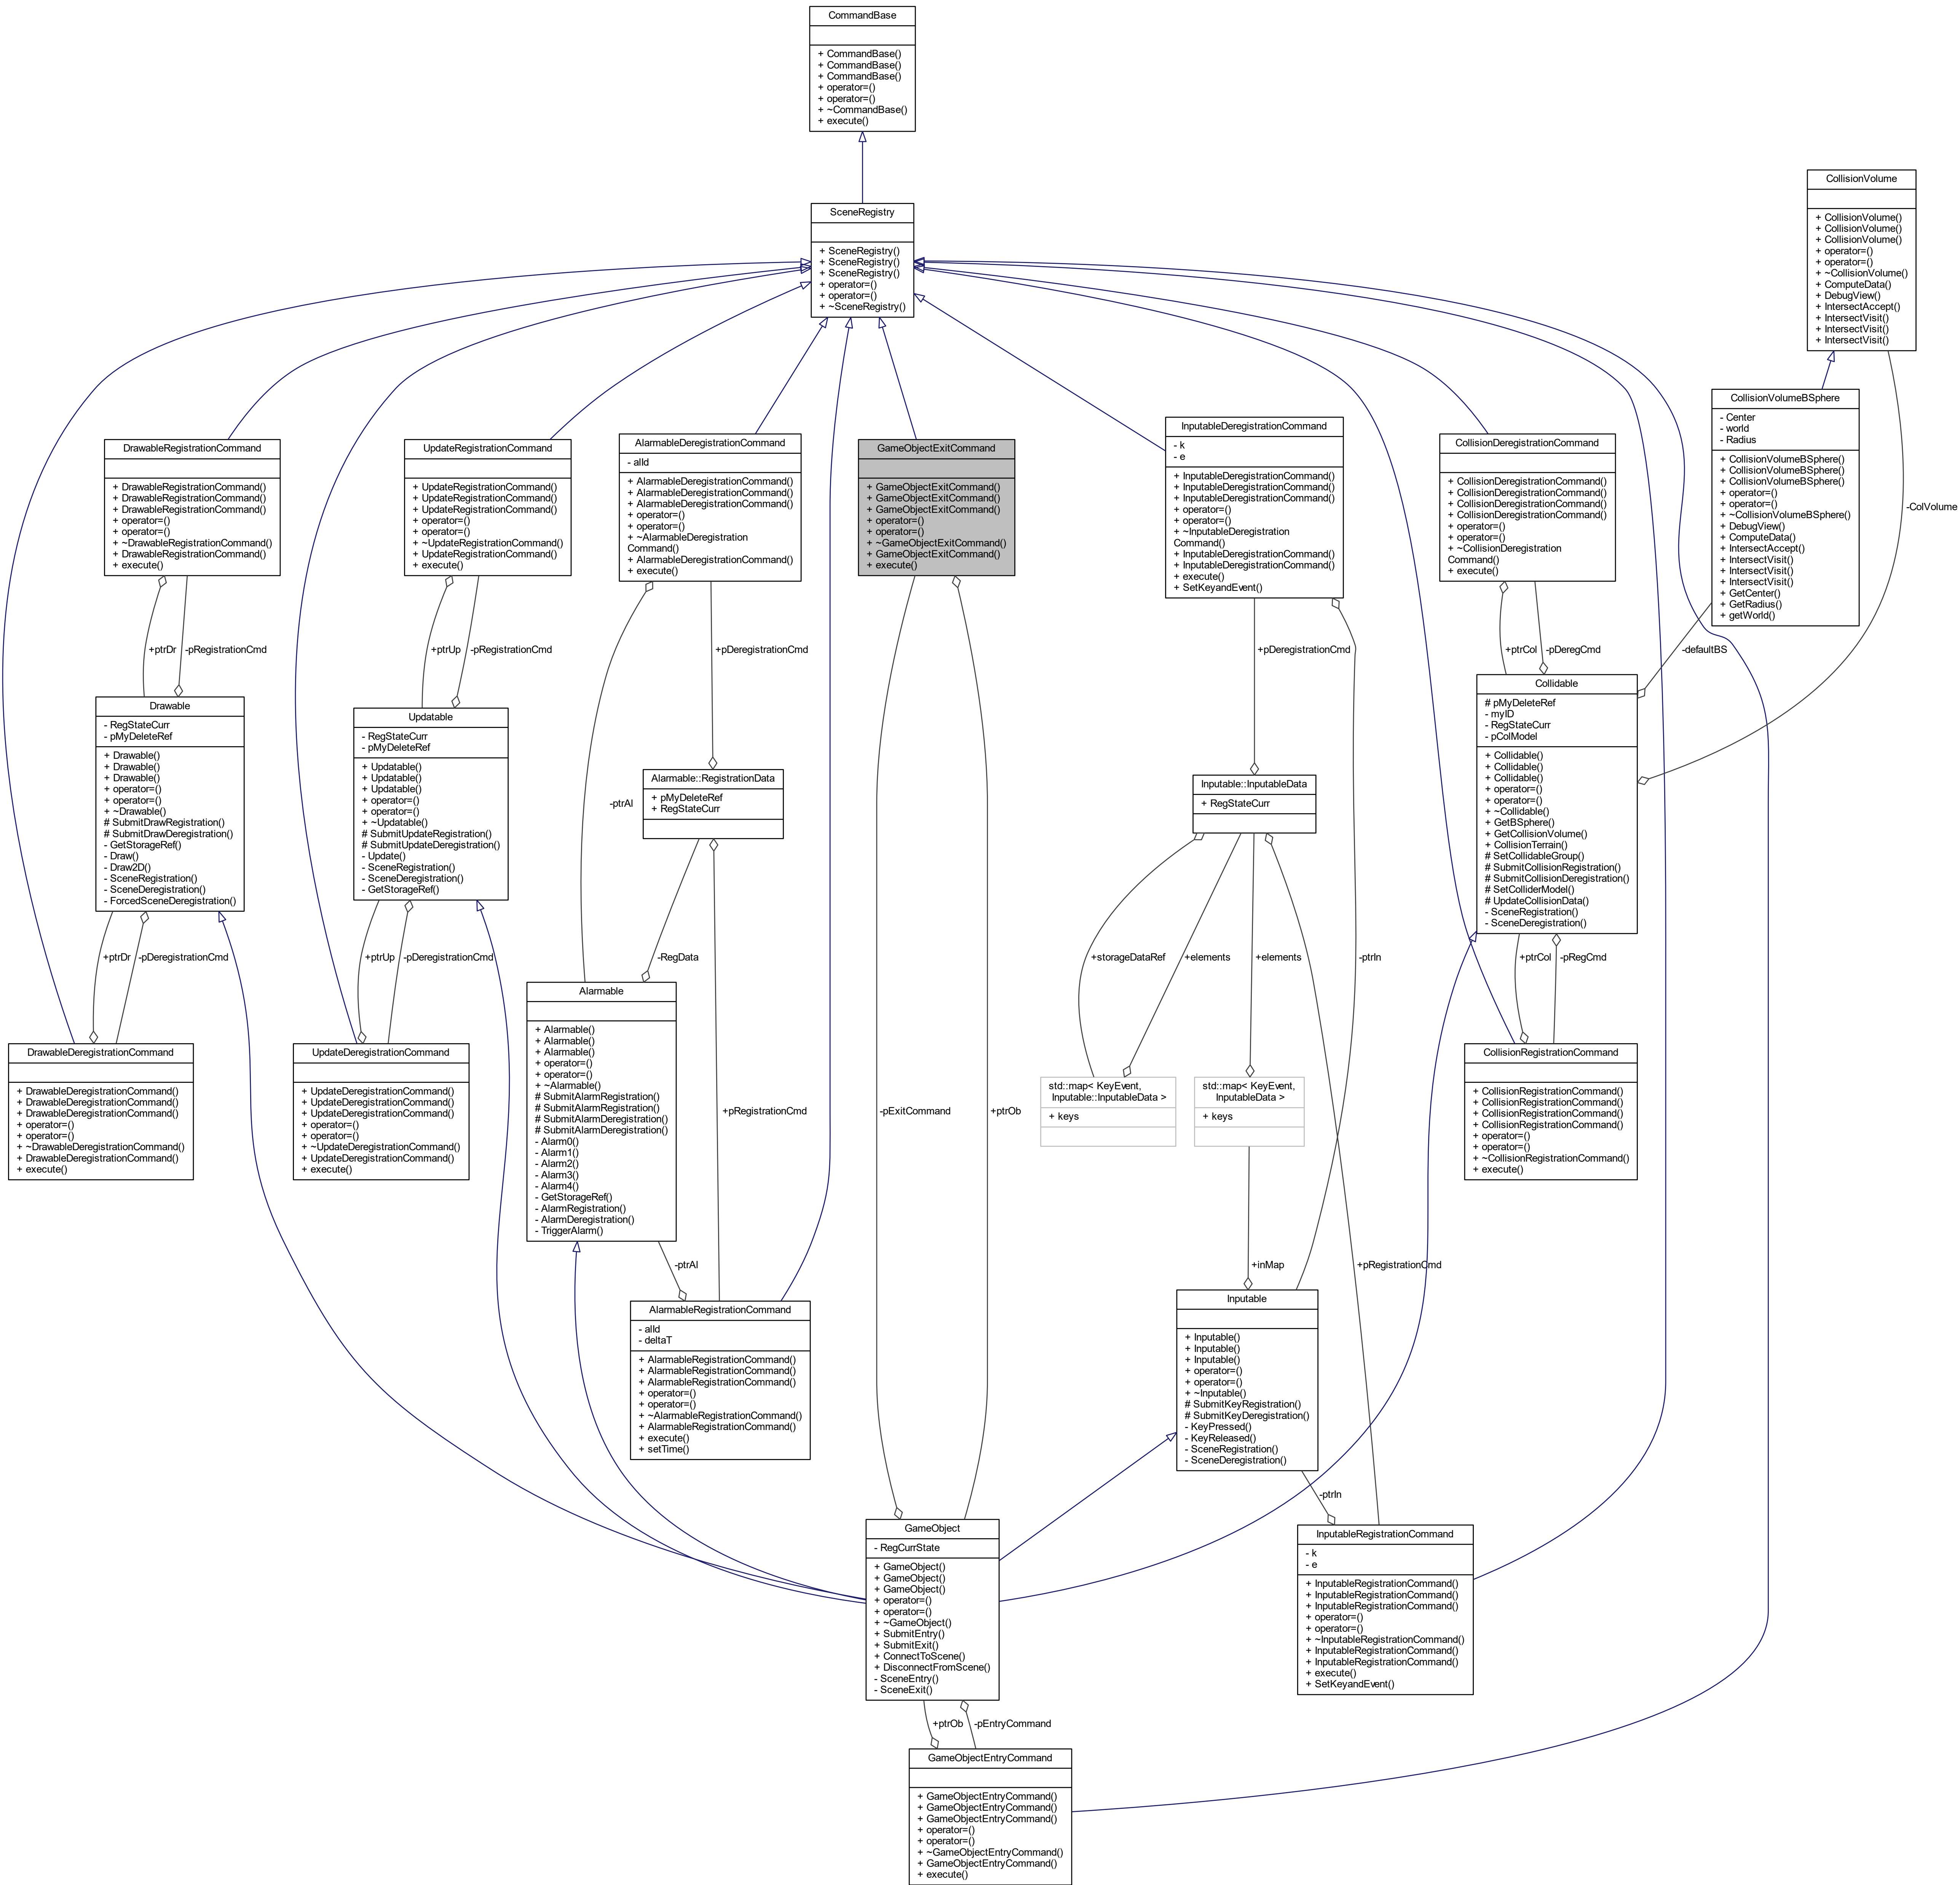 CommandBase
+ CommandBase()
+ CommandBase()
+ CommandBase()
+ operator=()
+ operator=()
+ ~CommandBase()
+ execute()
CollisionVolume
+ CollisionVolume()
+ CollisionVolume()
+ CollisionVolume()
+ operator=()
+ operator=()
+ ~CollisionVolume()
+ ComputeData()
+ DebugView()
+ IntersectAccept()
+ IntersectVisit()
+ IntersectVisit()
+ IntersectVisit()
SceneRegistry
+ SceneRegistry()
+ SceneRegistry()
+ SceneRegistry()
+ operator=()
+ operator=()
+ ~SceneRegistry()
-ColVolume
CollisionVolumeBSphere
- Center
- world
- Radius
+ CollisionVolumeBSphere()
+ CollisionVolumeBSphere()
+ CollisionVolumeBSphere()
+ operator=()
+ operator=()
+ ~CollisionVolumeBSphere()
+ DebugView()
+ ComputeData()
+ IntersectAccept()
+ IntersectVisit()
+ IntersectVisit()
+ IntersectVisit()
+ GetCenter()
+ GetRadius()
+ getWorld()
DrawableRegistrationCommand
+ DrawableRegistrationCommand()
+ DrawableRegistrationCommand()
+ DrawableRegistrationCommand()
+ operator=()
+ operator=()
+ ~DrawableRegistrationCommand()
+ DrawableRegistrationCommand()
+ execute()
UpdateRegistrationCommand
+ UpdateRegistrationCommand()
+ UpdateRegistrationCommand()
+ UpdateRegistrationCommand()
+ operator=()
+ operator=()
+ ~UpdateRegistrationCommand()
+ UpdateRegistrationCommand()
+ execute()
AlarmableDeregistrationCommand
- alId
+ AlarmableDeregistrationCommand()
+ AlarmableDeregistrationCommand()
+ AlarmableDeregistrationCommand()
+ operator=()
+ operator=()
+ ~AlarmableDeregistration
Command()
+ AlarmableDeregistrationCommand()
+ execute()
GameObjectExitCommand
+ GameObjectExitCommand()
+ GameObjectExitCommand()
+ GameObjectExitCommand()
+ operator=()
+ operator=()
+ ~GameObjectExitCommand()
+ GameObjectExitCommand()
+ execute()
InputableDeregistrationCommand
- k
- e
+ InputableDeregistrationCommand()
+ InputableDeregistrationCommand()
+ InputableDeregistrationCommand()
+ operator=()
+ operator=()
+ ~InputableDeregistration
Command()
+ InputableDeregistrationCommand()
+ InputableDeregistrationCommand()
+ execute()
+ SetKeyandEvent()
CollisionDeregistrationCommand
+ CollisionDeregistrationCommand()
+ CollisionDeregistrationCommand()
+ CollisionDeregistrationCommand()
+ CollisionDeregistrationCommand()
+ operator=()
+ operator=()
+ ~CollisionDeregistration
Command()
+ execute()
+ptrDr
-pRegistrationCmd
+ptrUp
-pRegistrationCmd
+pDeregistrationCmd
+pDeregistrationCmd
+ptrCol
-pDeregCmd
-defaultBS
Drawable
- RegStateCurr
- pMyDeleteRef
+ Drawable()
+ Drawable()
+ Drawable()
+ operator=()
+ operator=()
+ ~Drawable()
# SubmitDrawRegistration()
# SubmitDrawDeregistration()
- GetStorageRef()
- Draw()
- Draw2D()
- SceneRegistration()
- SceneDeregistration()
- ForcedSceneDeregistration()
Updatable
- RegStateCurr
- pMyDeleteRef
+ Updatable()
+ Updatable()
+ Updatable()
+ operator=()
+ operator=()
+ ~Updatable()
# SubmitUpdateRegistration()
# SubmitUpdateDeregistration()
- Update()
- SceneRegistration()
- SceneDeregistration()
- GetStorageRef()
-ptrAl
Alarmable::RegistrationData
+ pMyDeleteRef
+ RegStateCurr
Inputable::InputableData
+ RegStateCurr
Collidable
# pMyDeleteRef
- myID
- RegStateCurr
- pColModel
+ Collidable()
+ Collidable()
+ Collidable()
+ operator=()
+ operator=()
+ ~Collidable()
+ GetBSphere()
+ GetCollisionVolume()
+ CollisionTerrain()
# SetCollidableGroup()
# SubmitCollisionRegistration()
# SubmitCollisionDeregistration()
# SetColliderModel()
# UpdateCollisionData()
- SceneRegistration()
- SceneDeregistration()
+ptrDr
-pDeregistrationCmd
+ptrUp
-pDeregistrationCmd
-RegData
+storageDataRef
+elements
+elements
-ptrIn
+ptrCol
-pRegCmd
DrawableDeregistrationCommand
+ DrawableDeregistrationCommand()
+ DrawableDeregistrationCommand()
+ DrawableDeregistrationCommand()
+ operator=()
+ operator=()
+ ~DrawableDeregistrationCommand()
+ DrawableDeregistrationCommand()
+ execute()
UpdateDeregistrationCommand
+ UpdateDeregistrationCommand()
+ UpdateDeregistrationCommand()
+ UpdateDeregistrationCommand()
+ operator=()
+ operator=()
+ ~UpdateDeregistrationCommand()
+ UpdateDeregistrationCommand()
+ execute()
Alarmable
+ Alarmable()
+ Alarmable()
+ Alarmable()
+ operator=()
+ operator=()
+ ~Alarmable()
# SubmitAlarmRegistration()
# SubmitAlarmRegistration()
# SubmitAlarmDeregistration()
# SubmitAlarmDeregistration()
- Alarm0()
- Alarm1()
- Alarm2()
- Alarm3()
- Alarm4()
- GetStorageRef()
- AlarmRegistration()
- AlarmDeregistration()
- TriggerAlarm()
+pRegistrationCmd
-pExitCommand
+ptrOb
std::map< KeyEvent,
Inputable::InputableData >
+ keys
std::map< KeyEvent,
InputableData >
+ keys
CollisionRegistrationCommand
+ CollisionRegistrationCommand()
+ CollisionRegistrationCommand()
+ CollisionRegistrationCommand()
+ CollisionRegistrationCommand()
+ operator=()
+ operator=()
+ ~CollisionRegistrationCommand()
+ execute()
-ptrAl
+inMap
+pRegistrationCmd
AlarmableRegistrationCommand
- alId
- deltaT
+ AlarmableRegistrationCommand()
+ AlarmableRegistrationCommand()
+ AlarmableRegistrationCommand()
+ operator=()
+ operator=()
+ ~AlarmableRegistrationCommand()
+ AlarmableRegistrationCommand()
+ execute()
+ setTime()
Inputable
+ Inputable()
+ Inputable()
+ Inputable()
+ operator=()
+ operator=()
+ ~Inputable()
# SubmitKeyRegistration()
# SubmitKeyDeregistration()
- KeyPressed()
- KeyReleased()
- SceneRegistration()
- SceneDeregistration()
-ptrIn
GameObject
- RegCurrState
+ GameObject()
+ GameObject()
+ GameObject()
+ operator=()
+ operator=()
+ ~GameObject()
+ SubmitEntry()
+ SubmitExit()
+ ConnectToScene()
+ DisconnectFromScene()
- SceneEntry()
- SceneExit()
InputableRegistrationCommand
- k
- e
+ InputableRegistrationCommand()
+ InputableRegistrationCommand()
+ InputableRegistrationCommand()
+ operator=()
+ operator=()
+ ~InputableRegistrationCommand()
+ InputableRegistrationCommand()
+ InputableRegistrationCommand()
+ execute()
+ SetKeyandEvent()
+ptrOb
-pEntryCommand
GameObjectEntryCommand
+ GameObjectEntryCommand()
+ GameObjectEntryCommand()
+ GameObjectEntryCommand()
+ operator=()
+ operator=()
+ ~GameObjectEntryCommand()
+ GameObjectEntryCommand()
+ execute()